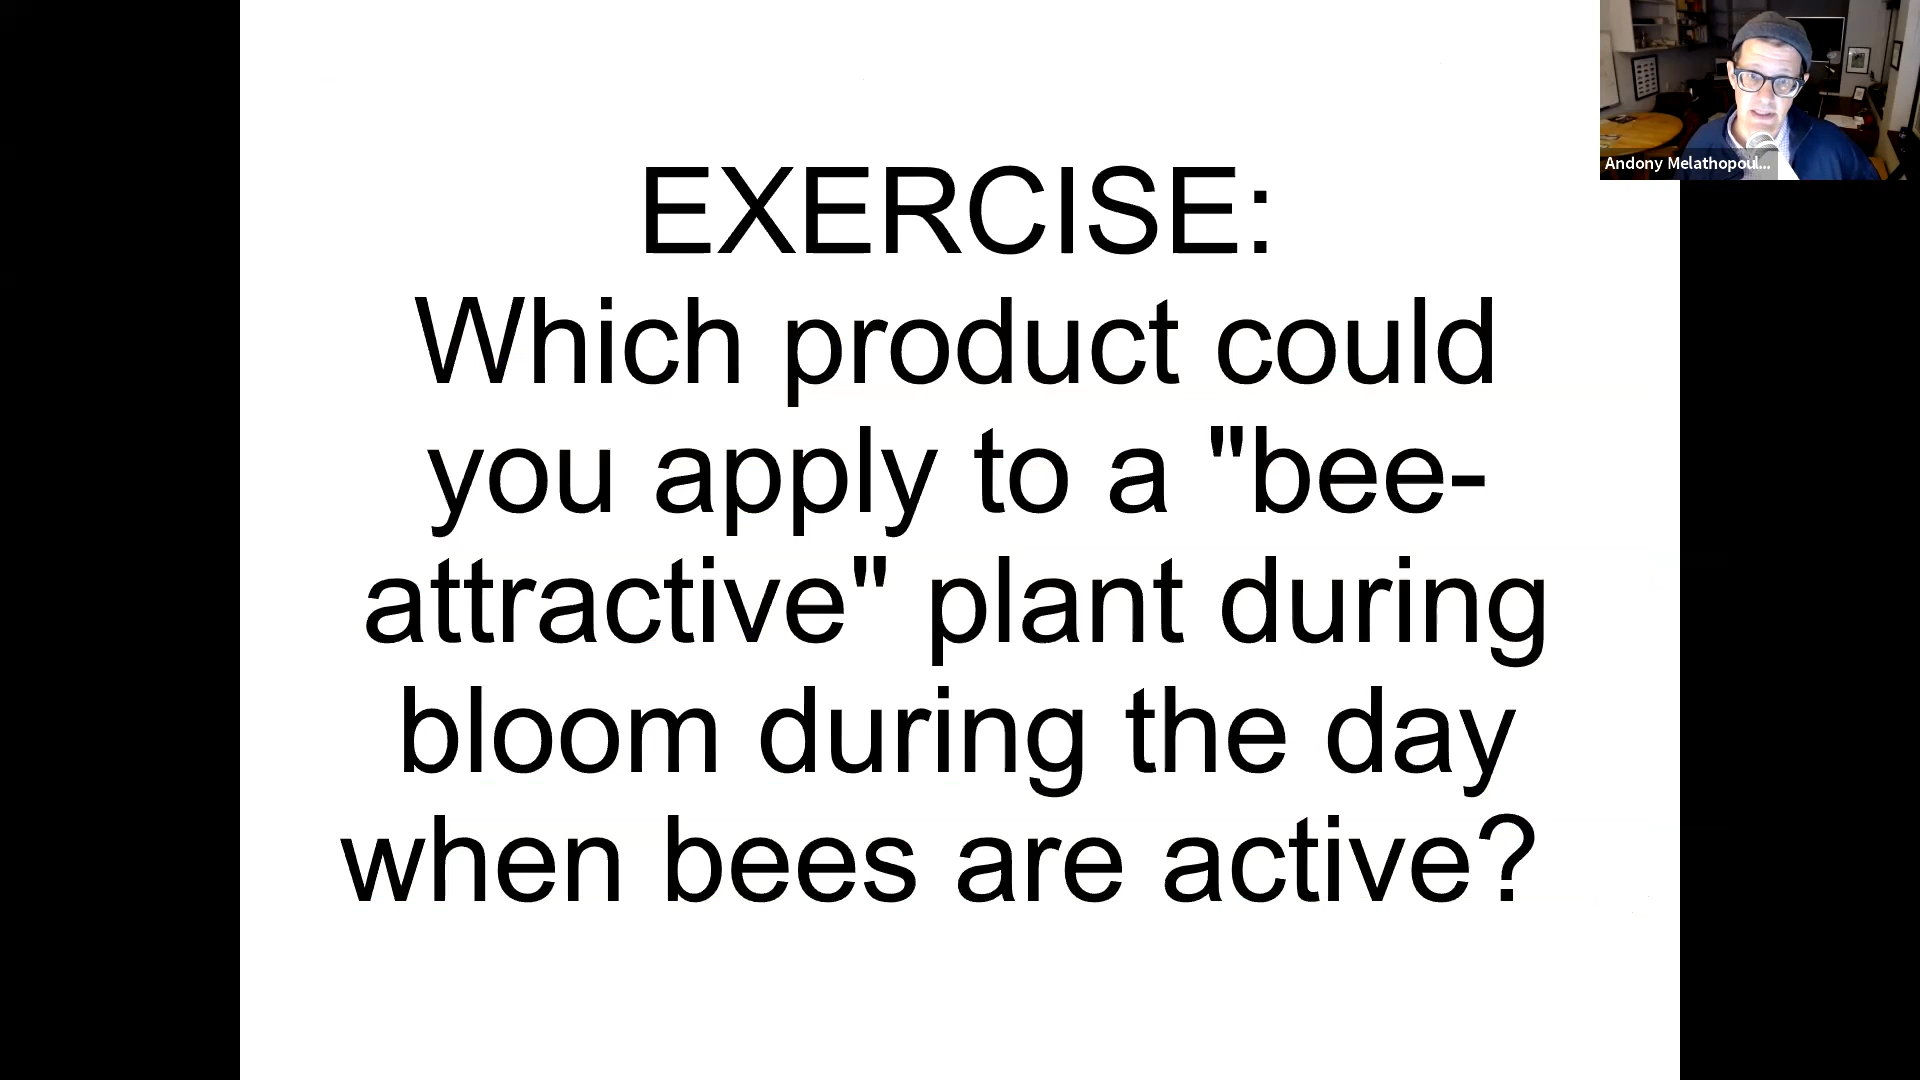 EXERCISE:
Which product could
you apply to a "bee-
attractive" plant during
bloom during the day
when bees are active?
Andony Melathopoul...